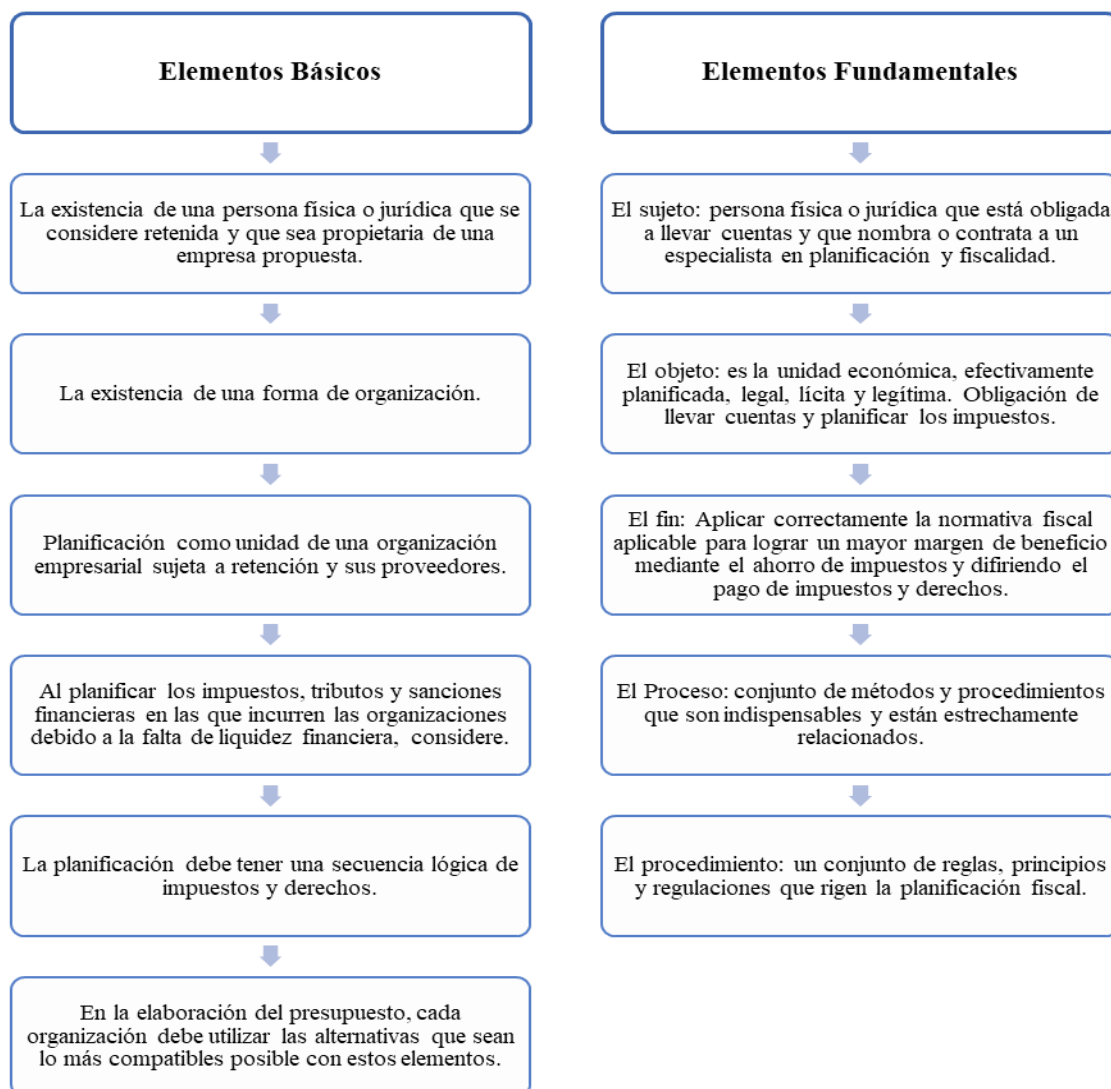 Elementos Básicos
La existencia de una persona física o jurídica que se
considere retenida y que sea propietaria de una
empresa propuesta.
La existencia de una forma de organización.
Planificación como unidad de una organización
empresarial sujeta a retención y sus proveedores.
Al planificar los impuestos, tributos y sanciones
financieras en las que incurren las organizaciones
debido a la falta de liquidez financiera, considere.
La planificación debe tener una secuencia lógica de
impuestos y derechos.
En la elaboración del presupuesto, cada
organización debe utilizar las alternativas que sean
lo más compatibles posible con estos elementos.
Elementos Fundamentales
El sujeto: persona física o jurídica que está obligada
a llevar cuentas y que nombra o contrata a un
especialista en planificación y fiscalidad.
El objeto: es la unidad económica, efectivamente
planificada, legal, lícita y legítima. Obligación de
llevar cuentas y planificar los impuestos.
El fin: Aplicar correctamente la normativa fiscal
aplicable para lograr un mayor margen de beneficio
mediante el ahorro de impuestos y difiriendo el
pago de impuestos y derechos.
El Proceso: conjunto de métodos y procedimientos
que son indispensables y están estrechamente
relacionados.
El procedimiento: un conjunto de reglas, principios
y regulaciones que rigen la planificación fiscal.